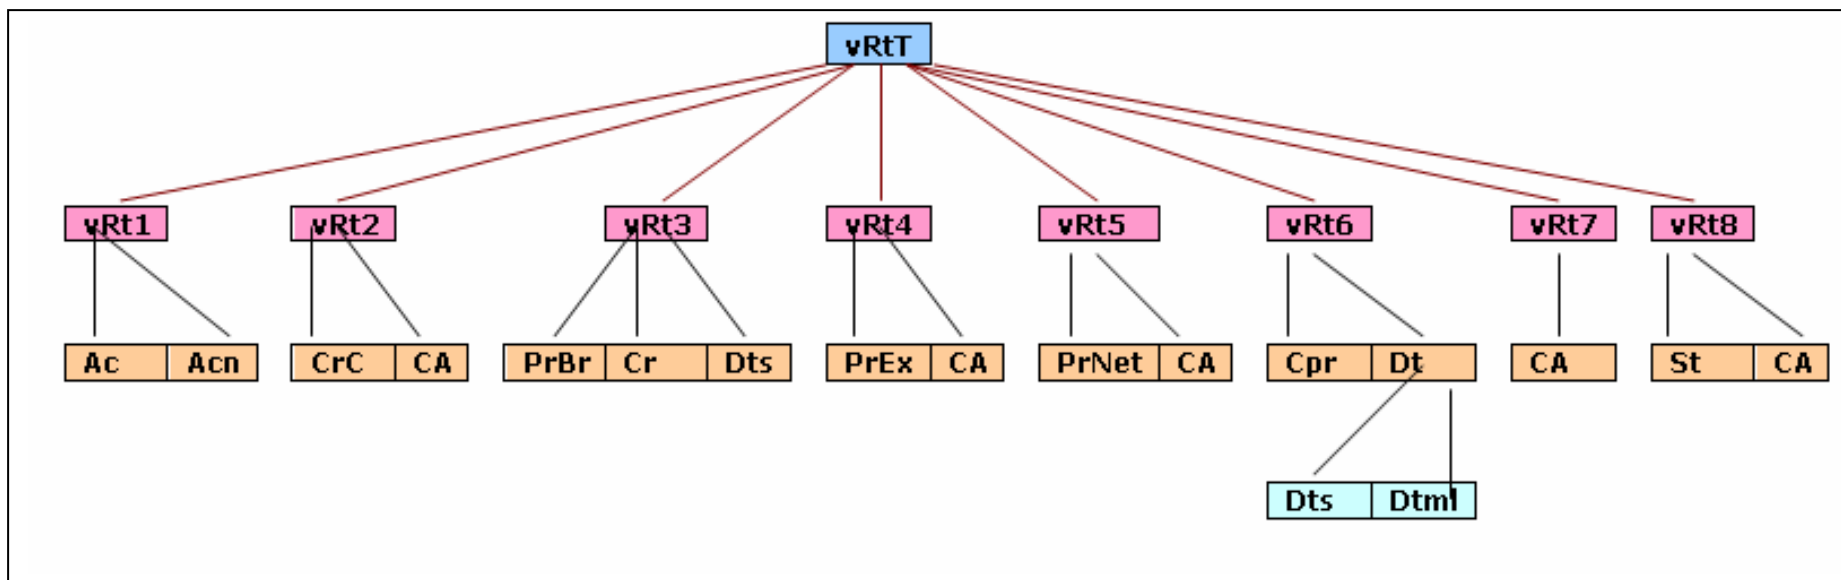 vRtT
vRt1 vRt2 vRt3 vRt4 vRt5 vRt6 vRt7 vRt8
Ac Acn CrC CA PrBr Cr Dts PrEx CA PrNet CA Cpr Dt CA St CA
Dts Dtml